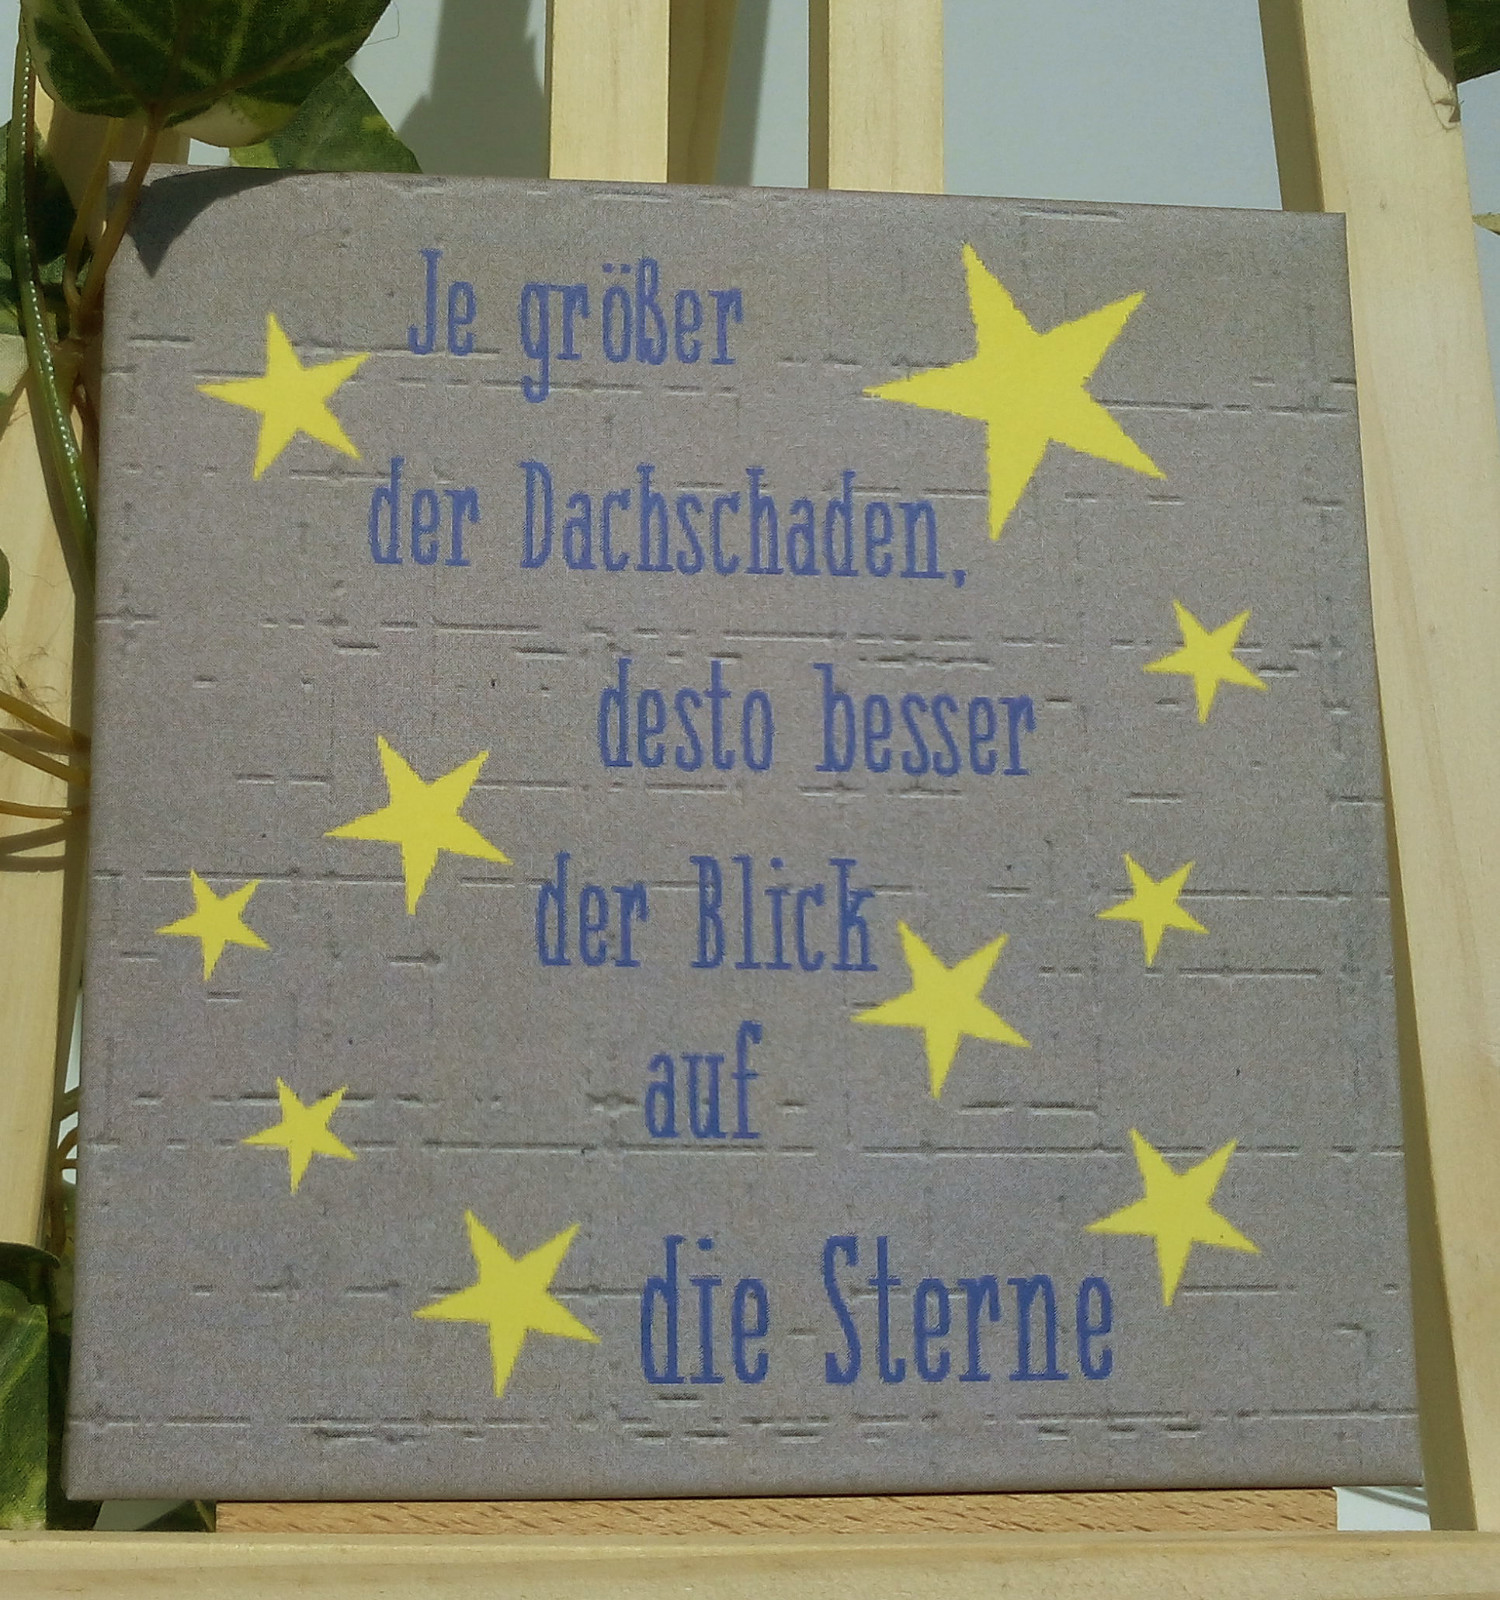 Je größer
der Dachschaden,
desto besser
der Blick
auf
die Sterne